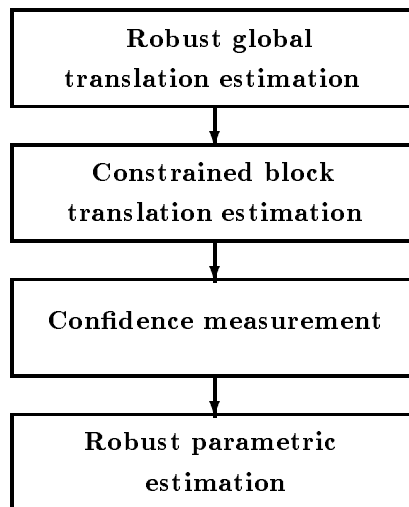 Robust global
translation estimation
Constrained block
translation estimation
Confidence measurement
Robust parametric
estimation